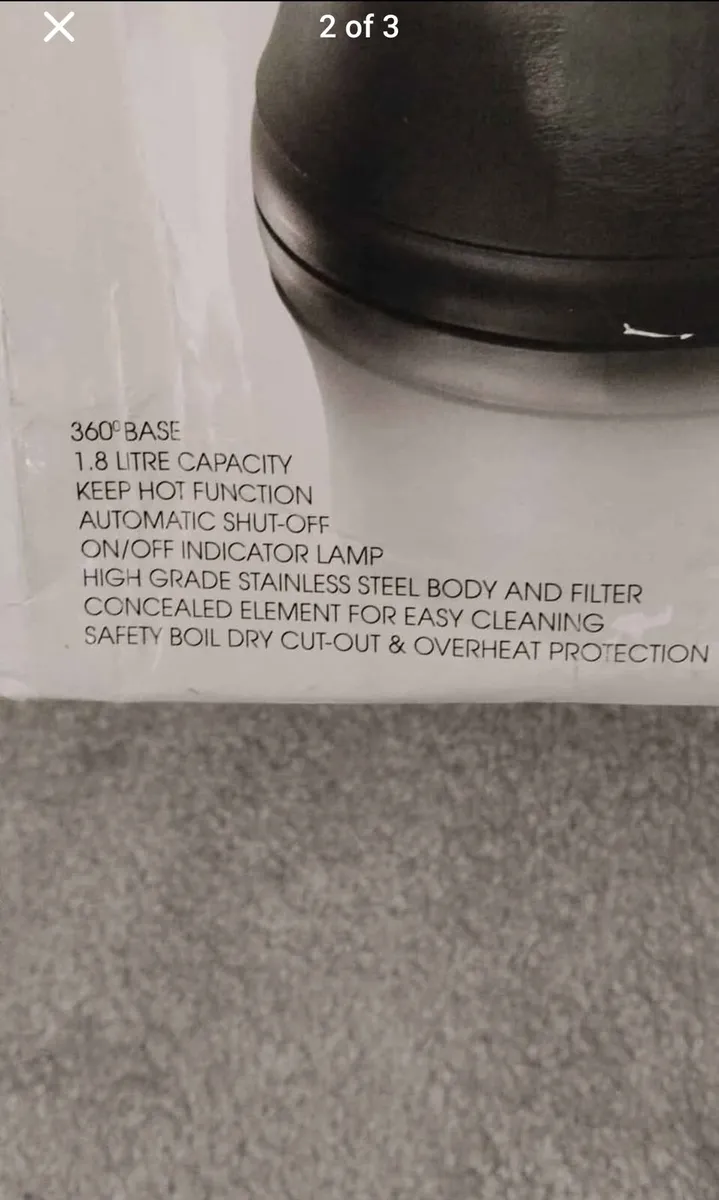 2 of 3
360º BASE
1.8 LITRE CAPACITY
KEEP HOT FUNCTION
AUTOMATIC SHUT-OFF
ON/OFF INDICATOR LAMP
HIGH GRADE STAINLESS STEEL BODY AND FILTER
CONCEALED ELEMENT FOR EASY CLEANING
SAFETY BOIL DRY CUT-OUT & OVERHEAT PROTECTION